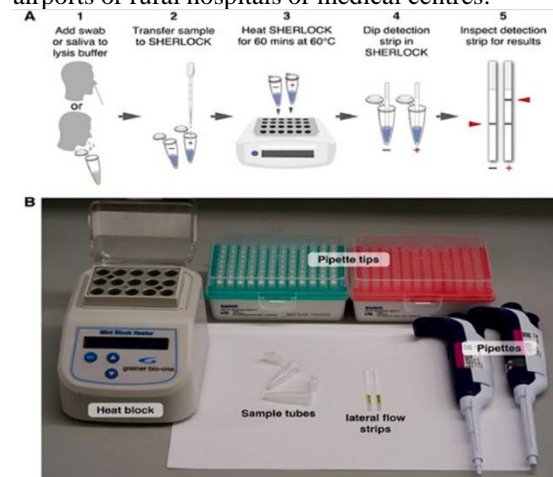 airports or rural hospitals or medical centres.
A
1
Add swab
or saliva to
lysis buffer
or
2
Transfer sample
to SHERLOCK
3
Heat SHERLOCK
for 60 mins at 60°C
4
Dip detection
strip in
SHERLOCK
- +
5
Inspect detection
strip for results
- +
B
Pipette tips
Mini Block Heater
greiner bio-one
Heat block
Sample tubes
lateral flow
strips
Pipettes